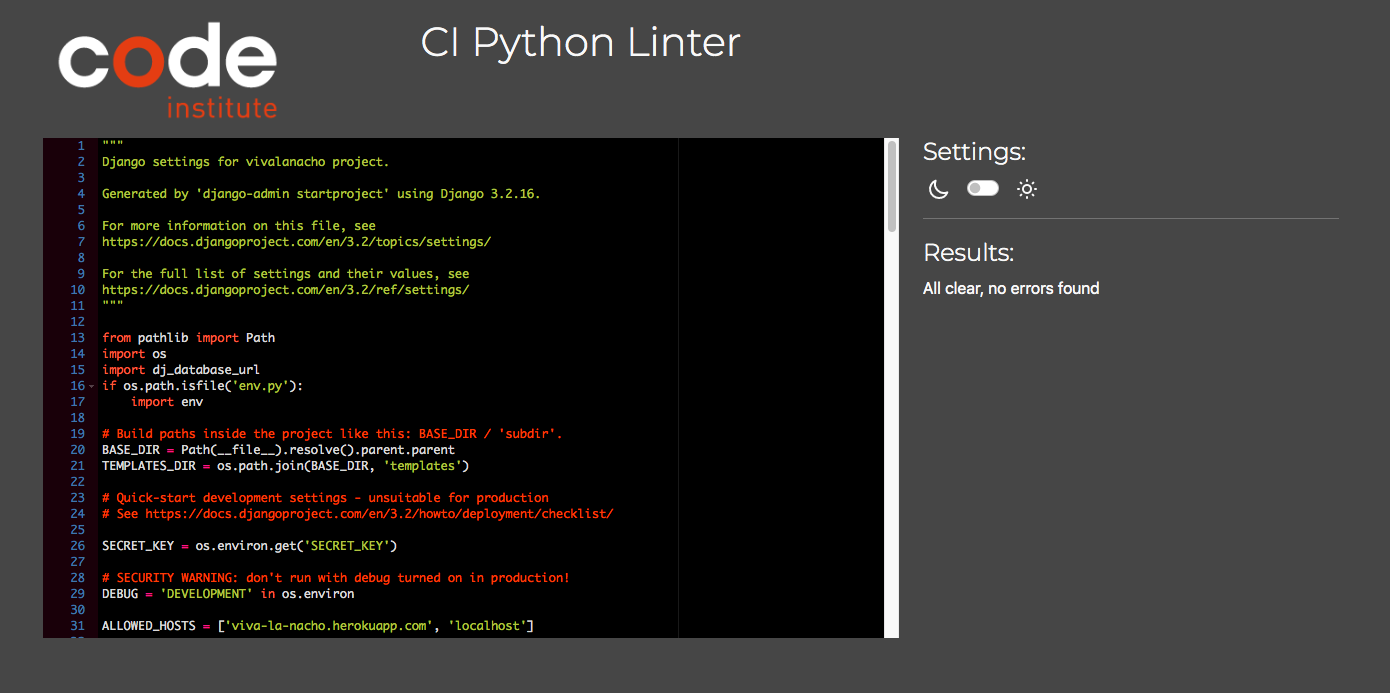 code
institute
CI Python Linter
1 """
2 Django settings for vivalanacho project.
3
4 Generated by 'django-admin startproject' using Django 3.2.16.
5
6 For more information on this file, see
7 https://docs.djangoproject.com/en/3.2/topics/settings/
8
9 For the full list of settings and their values, see
10 https://docs.djangoproject.com/en/3.2/ref/settings/
11 """
12
13 from pathlib import Path
14 import os
15 import dj_database_url
16 if os.path.isfile('env.py'):
17     import env
18
19 # Build paths inside the project like this: BASE_DIR / 'subdir'.
20 BASE_DIR = Path(__file__).resolve().parent.parent
21 TEMPLATES_DIR = os.path.join(BASE_DIR, 'templates')
22
23 # Quick-start development settings - unsuitable for production
24 # See https://docs.djangoproject.com/en/3.2/howto/deployment/checklist/
25
26 SECRET_KEY = os.environ.get('SECRET_KEY')
27
28 # SECURITY WARNING: don't run with debug turned on in production!
29 DEBUG = 'DEVELOPMENT' in os.environ
30
31 ALLOWED_HOSTS = ['viva-la-nacho.herokuapp.com', 'localhost']
Settings:
Results:
All clear, no errors found